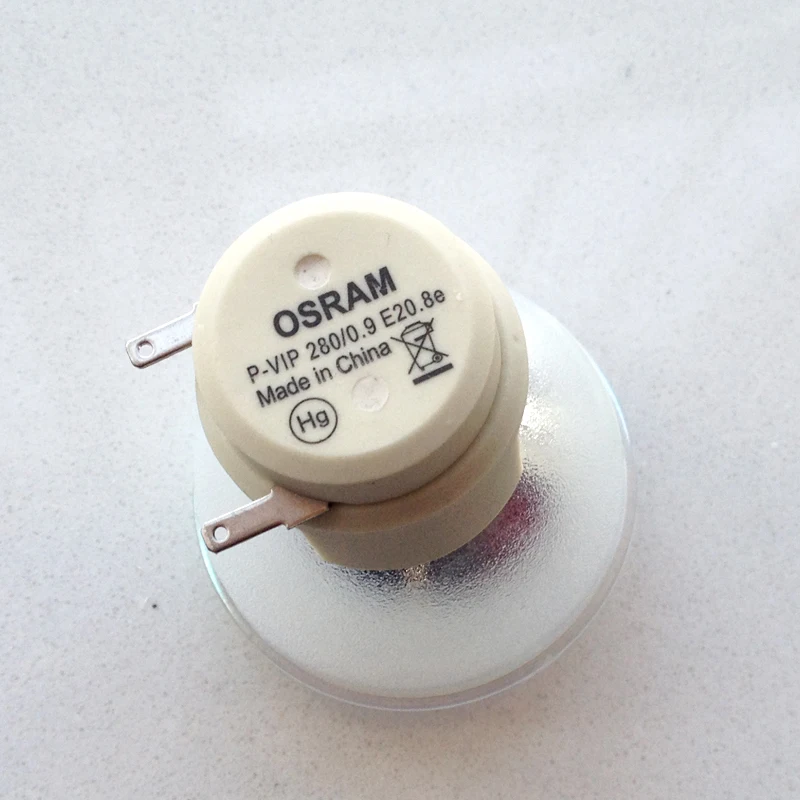 OSRAM
P-VIP 280/0.9 E20.8e
Made in China
Hg